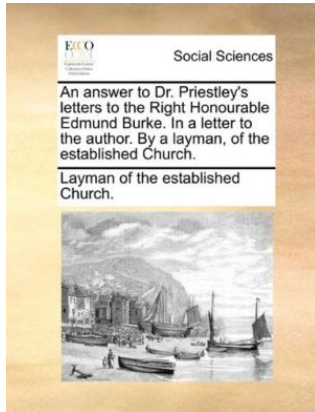 ECCO
Social Sciences
An answer to Dr. Priestley's
letters to the Right Honourable
Edmund Burke. In a letter to
the author. By a layman, of the
established Church.
Layman of the established
Church.